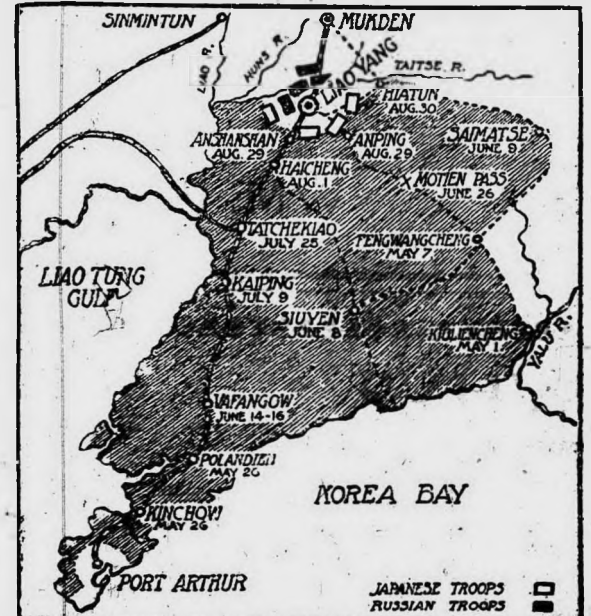 SINMINTUN
MUKDEN
LIAO R.
HUNS R.
LIAO YANG
TAITSE R.
HIATUN
AUG. 30
ANSHANSHAN
AUG. 29
ANPING
AUG. 29
SAIMATSE
JUNE 9
HAICHENG
AUG. 1
MOTIEN PASS
JUNE 26
TATCHEKIAO
JULY 25
FENGWANGCHENG
MAY 7
LIAO TUNG
GULF
KAIPING
JULY 9
SIUYEN
JUNE 8
KIULIENCHENG
MAY 1
YALU R.
VAFANGOW
JUNE 14-16
POLANDIEN
MAY 26
KINCHOW
MAY 26
KOREA BAY
PORT ARTHUR
JAPANESE TROOPS
RUSSIAN TROOPS